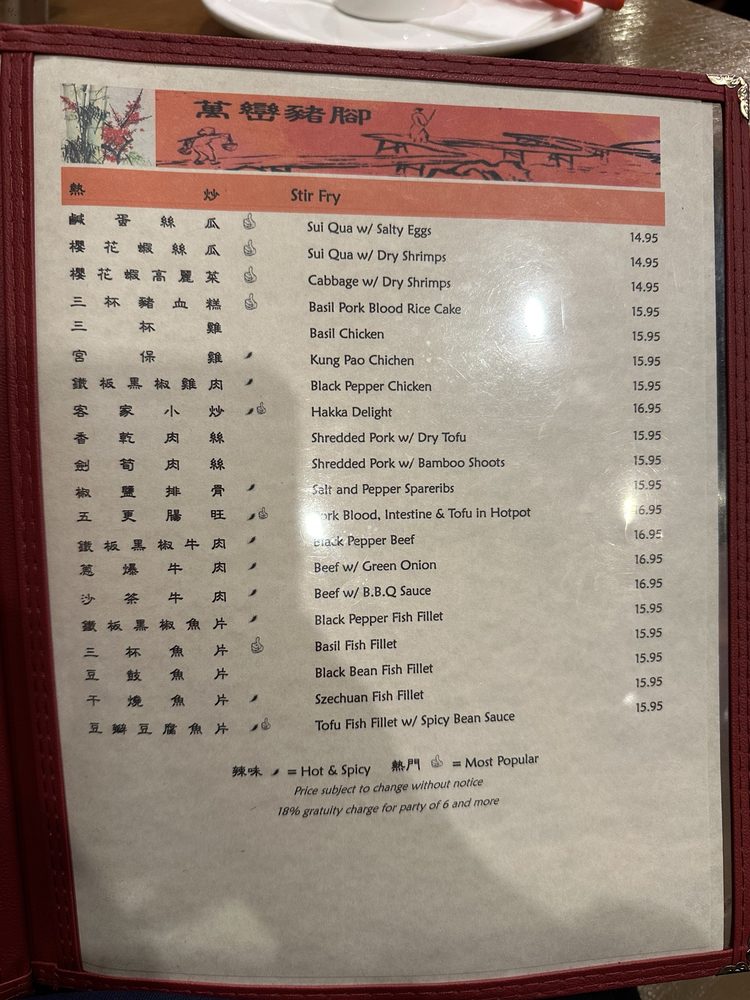 萬巒豬腳
熱炒 Stir Fry
鹹蛋絲瓜 Sui Qua w/ Salty Eggs 14.95
櫻花蝦絲瓜 Sui Qua w/ Dry Shrimps 14.95
櫻花蝦高麗菜 Cabbage w/ Dry Shrimps 14.95
三杯豬血糕 Basil Pork Blood Rice Cake 15.95
三杯雞 Basil Chicken 15.95
宮保雞 Kung Pao Chichen 15.95
鐵板黑椒雞肉 Black Pepper Chicken 15.95
客家小炒 Hakka Delight 16.95
香乾肉絲 Shredded Pork w/ Dry Tofu 15.95
劍筍肉絲 Shredded Pork w/ Bamboo Shoots 15.95
椒鹽排骨 Salt and Pepper Spareribs 15.95
五更腸旺 Pork Blood, Intestine & Tofu in Hotpot 16.95
鐵板黑椒牛肉 Black Pepper Beef 16.95
蔥爆牛肉 Beef w/ Green Onion 16.95
沙茶牛肉 Beef w/ B.B.Q Sauce 16.95
鐵板黑椒魚片 Black Pepper Fish Fillet 15.95
三杯魚片 Basil Fish Fillet 15.95
豆鼓魚片 Black Bean Fish Fillet 15.95
干燒魚片 Szechuan Fish Fillet 15.95
豆瓣豆腐魚片 Tofu Fish Fillet w/ Spicy Bean Sauce 15.95
辣味 = Hot & Spicy 熱門 = Most Popular
Price subject to change without notice
18% gratuity charge for party of 6 and more